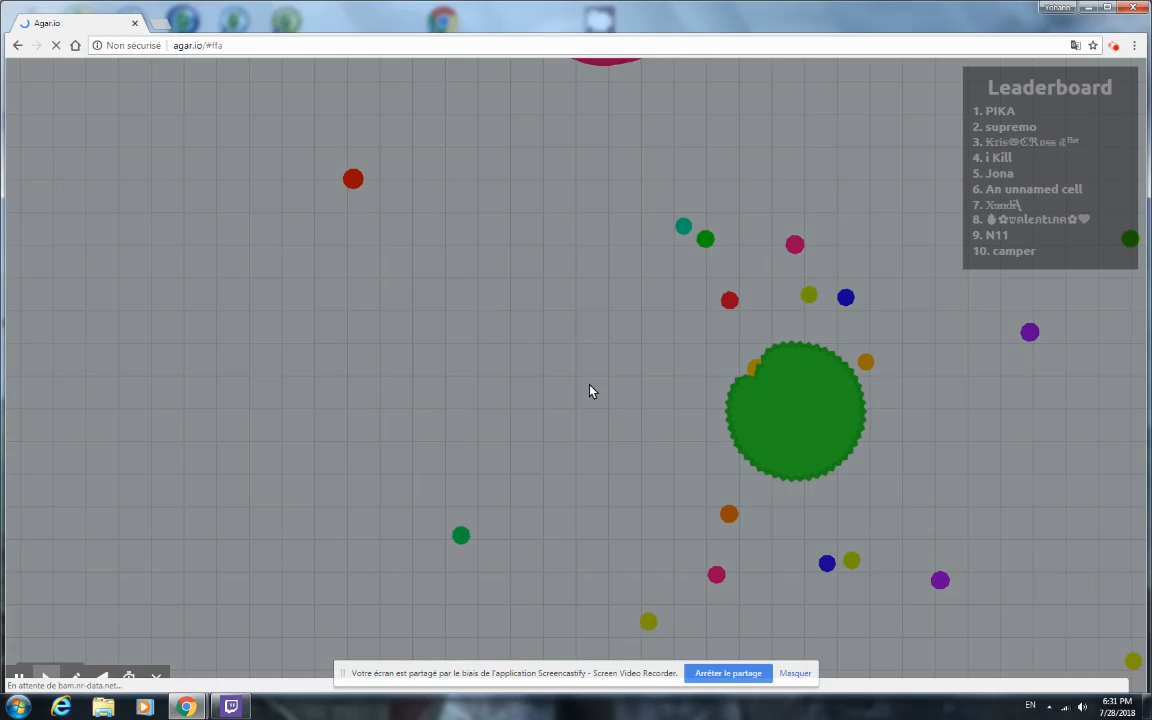 Yohann
Agar.io
Non sécurisé
agar.io/#ffa
Leaderboard
1. PIKA
2. supremo
4. i Kill
5. Jona
6. An unnamed cell
9. N11
10. camper
Votre écran est partagé par le biais de l'application Screencastify - Screen Video Recorder.
Arrêter le partage
Masquer
En attente de bam.nr-data.net...
EN
6:31 PM
7/28/2018